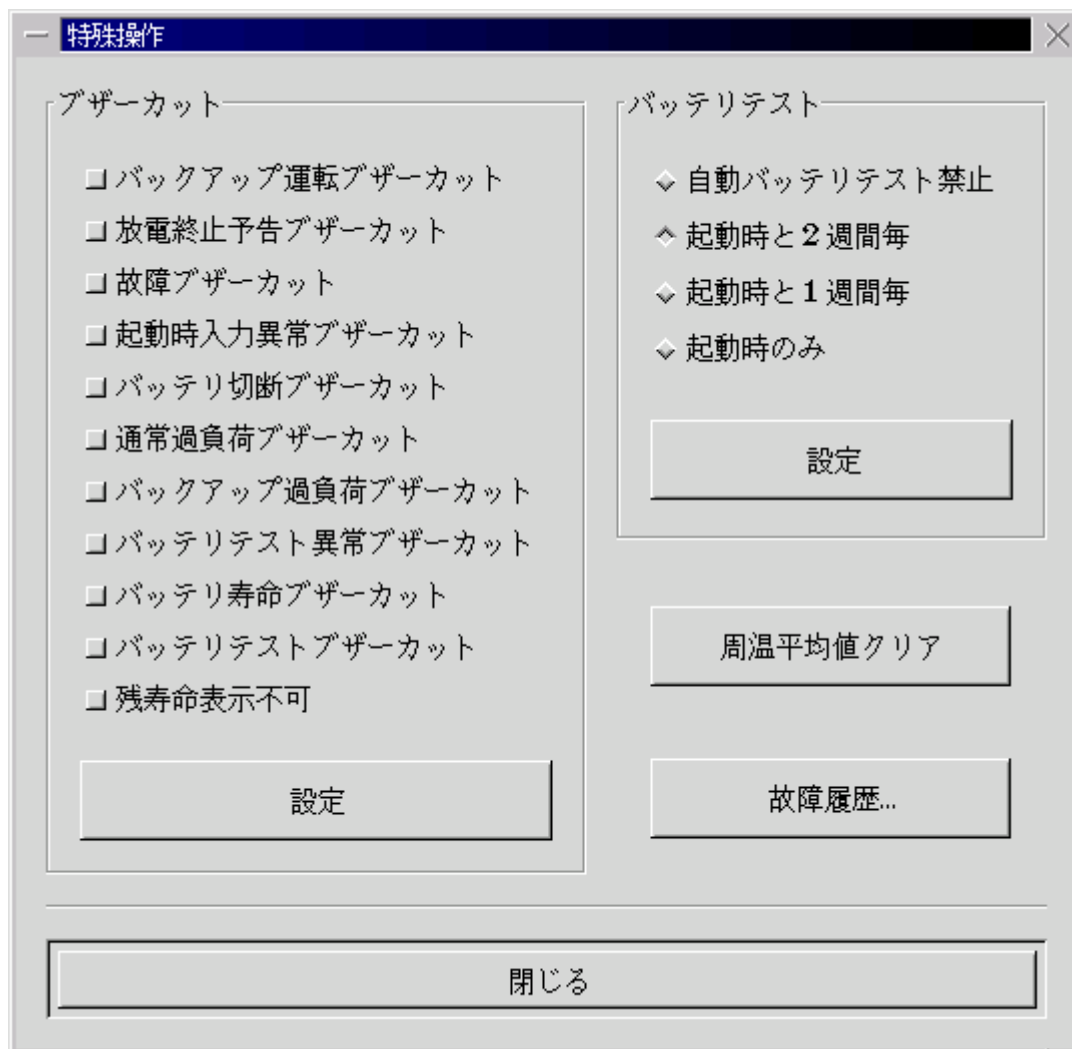 特殊操作
ブザーカット
バックアップ運転ブザーカット
放電終止予告ブザーカット
故障ブザーカット
起動時入力異常ブザーカット
バッテリ切断ブザーカット
通常過負荷ブザーカット
バックアップ過負荷ブザーカット
バッテリテスト異常ブザーカット
バッテリ寿命ブザーカット
バッテリテストブザーカット
残寿命表示不可
設定
バッテリテスト
自動バッテリテスト禁止
起動時と2週間毎
起動時と1週間毎
起動時のみ
設定
周温平均値クリア
故障履歴...
閉じる